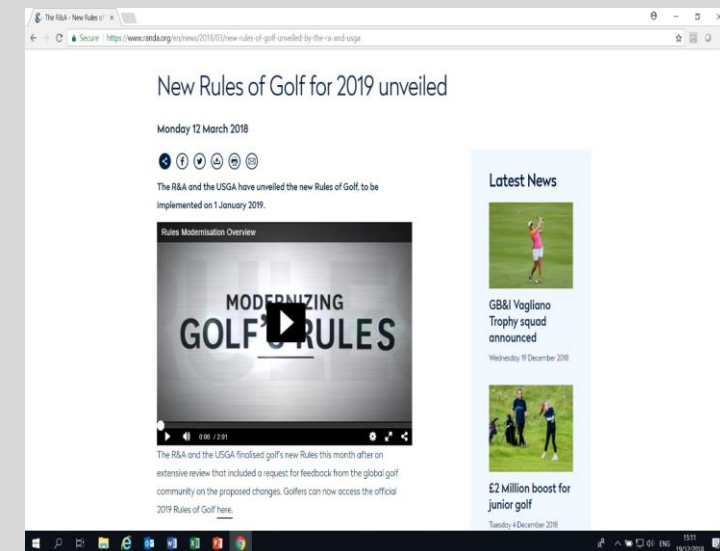 The R&A - New Rules of
Secure | https://www.randa.org/en/news/2018/03/new-rules-of-golf-unveiled-by-the-ra-and-usga
New Rules of Golf for 2019 unveiled
Monday 12 March 2018
The R&A and the USGA have unveiled the new Rules of Golf, to be
implemented on 1 January 2019.
Rules Modernisation Overview
MODERNIZING
GOLF'S RULES
0:00 / 2:01
The R&A and the USGA finalised golf's new Rules this month after an
extensive review that included a request for feedback from the global golf
community on the proposed changes. Golfers can now access the official
2019 Rules of Golf here.
Latest News
GB&I Vagliano
Trophy squad
announced
Wednesday 19 December 2018
£2 Million boost for
junior golf
Tuesday 4 December 2018
ENG
15:11
19/12/2018